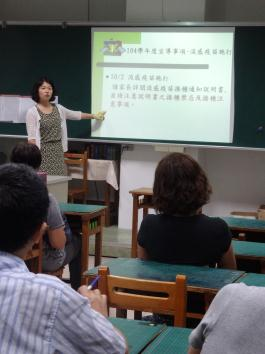 104學年度宣導事項-流感疫苗施打
10/2 流感疫苗施打
請家長詳閱流感疫苗接種通知說明書，
並請注意說明書之接種禁忌及接種注
意事項。